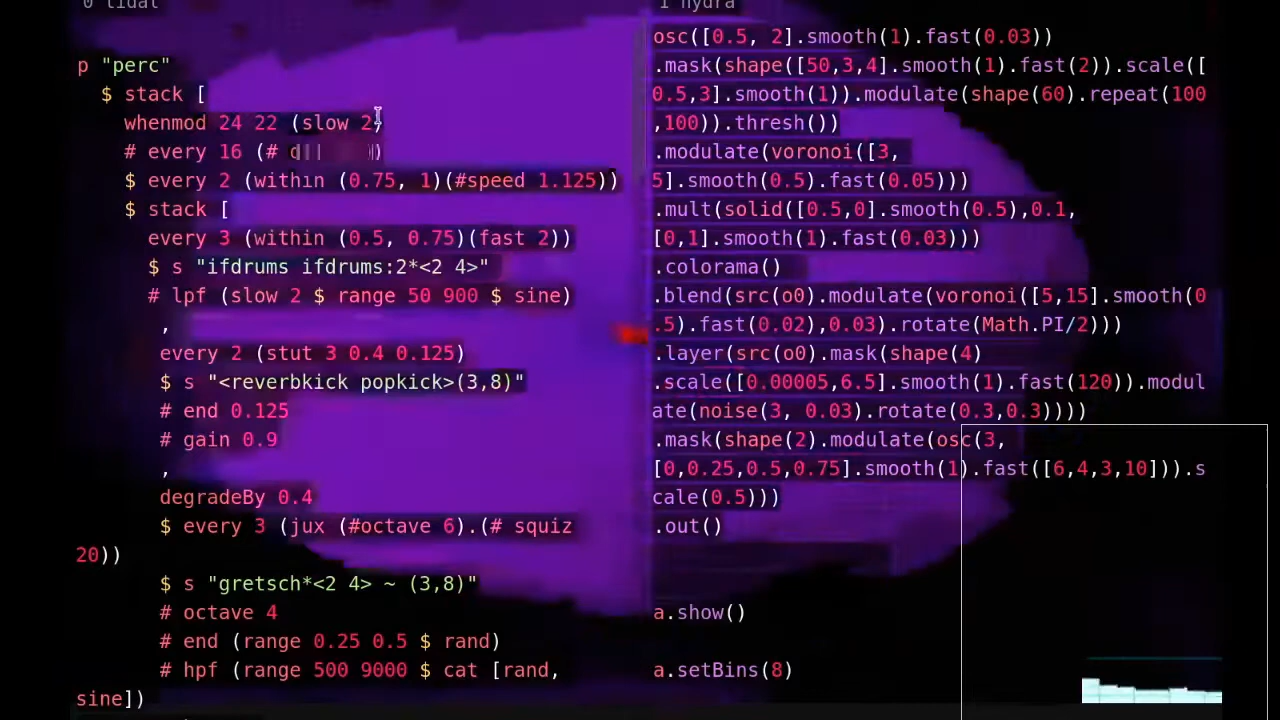 0 tidal
p "perc"
$ stack [
whenmod 24 22 (slow 2)
# every 16 (#
$ every 2 (within (0.75, 1)(#speed 1.125))
$ stack [
every 3 (within (0.5, 0.75)(fast 2))
$ s "ifdrums ifdrums:2*<2 4>"
# lpf (slow 2 $ range 50 900 $ sine)
,
every 2 (stut 3 0.4 0.125)
$ s "<reverbkick popkick>(3,8)"
# end 0.125
# gain 0.9
,
degradeBy 0.4
$ every 3 (jux (#octave 6).(# squiz
20))
$ s "gretsch*<2 4> ~ (3,8)"
# octave 4
# end (range 0.25 0.5 $ rand)
# hpf (range 500 9000 $ cat [rand,
sine])
1 hydra
osc([0.5, 2].smooth(1).fast(0.03))
.mask(shape([50,3,4].smooth(1).fast(2)).scale([
0.5,3].smooth(1)).modulate(shape(60).repeat(100
,100)).thresh())
.modulate(voronoi([3,
5].smooth(0.5).fast(0.05)))
.mult(solid([0.5,0].smooth(0.5),0.1,
[0,1].smooth(1).fast(0.03)))
.colorama()
.blend(src(o0).modulate(voronoi([5,15].smooth(0
.5).fast(0.02),0.03).rotate(Math.PI/2)))
.layer(src(o0).mask(shape(4)
.scale([0.00005,6.5].smooth(1).fast(120)).modul
ate(noise(3, 0.03).rotate(0.3,0.3))))
.mask(shape(2).modulate(osc(3,
[0,0.25,0.5,0.75].smooth(1).fast([6,4,3,10])).s
cale(0.5)))
.out()
a.show()
a.setBins(8)